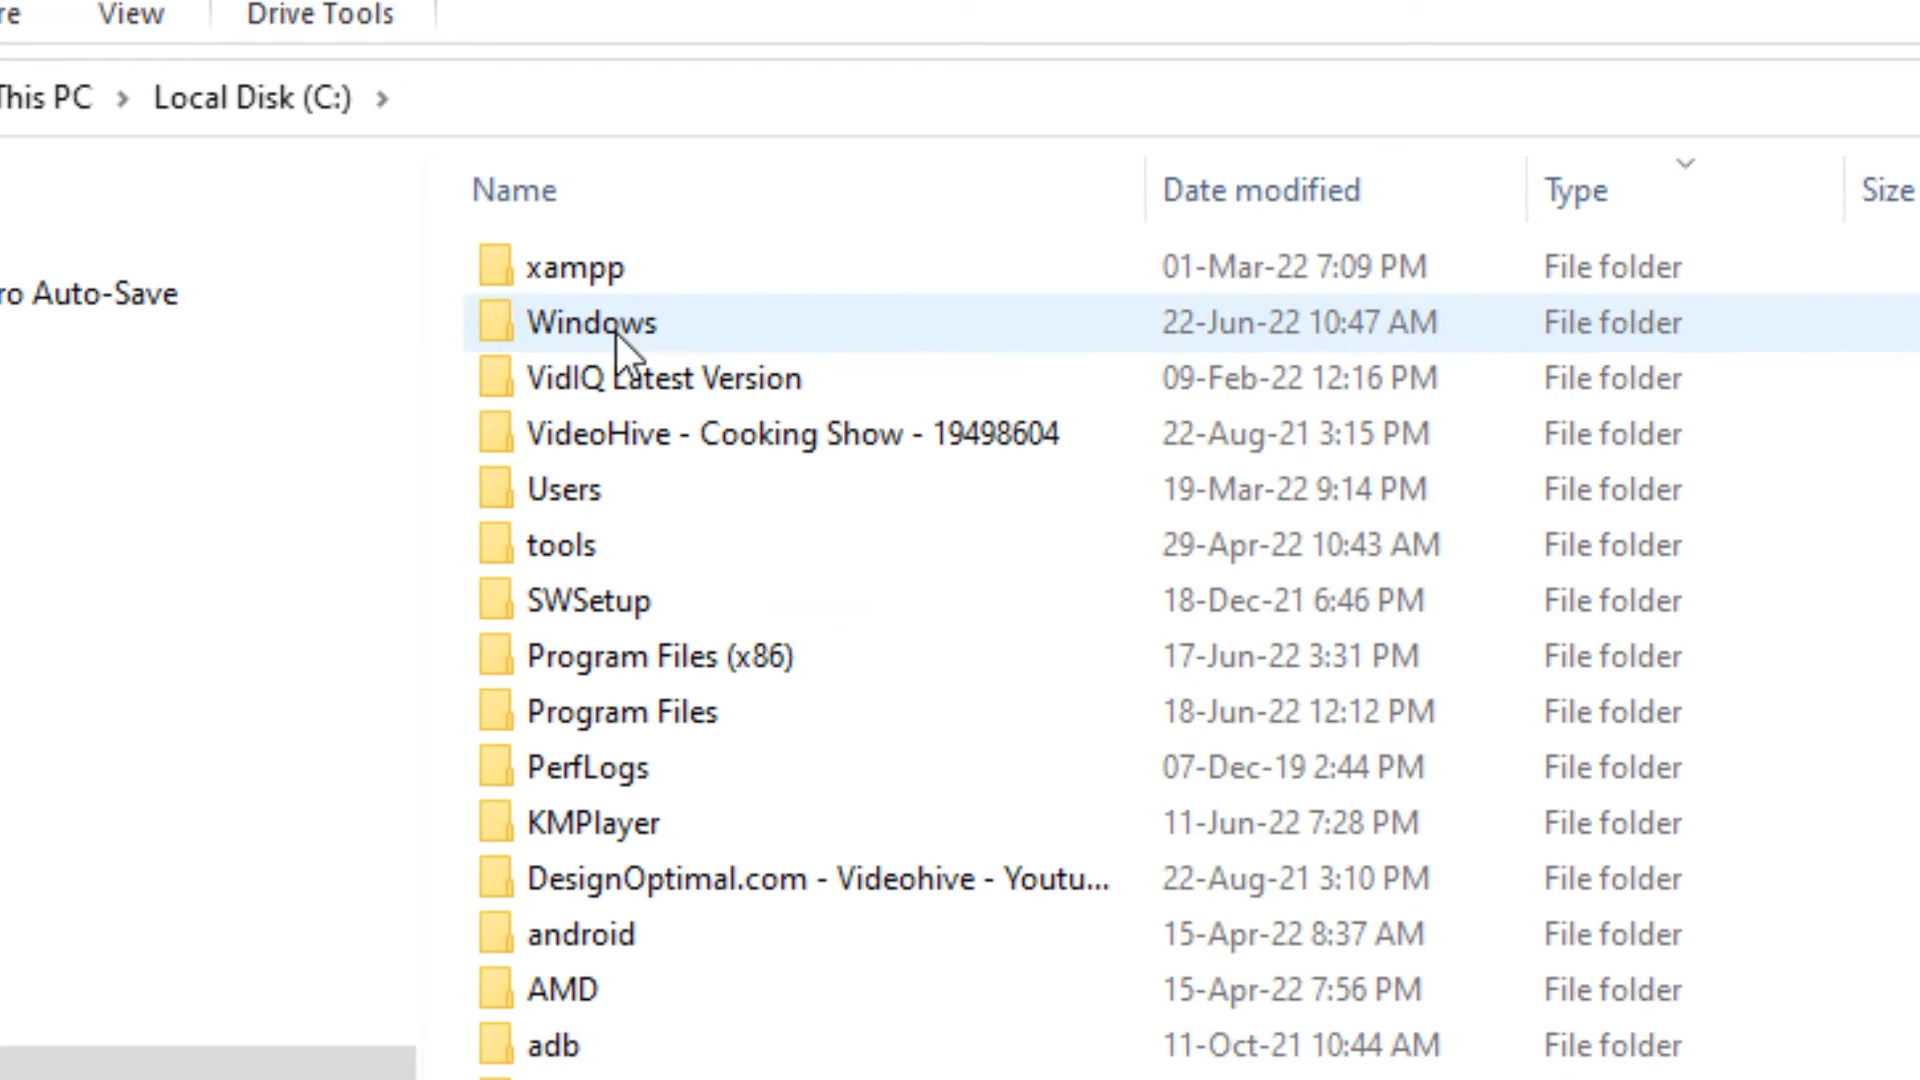 re View Drive Tools
This PC > Local Disk (C:) >
Name Date modified Type Size
ro Auto-Save
xampp 01-Mar-22 7:09 PM File folder
Windows 22-Jun-22 10:47 AM File folder
VidIQ Latest Version 09-Feb-22 12:16 PM File folder
VideoHive - Cooking Show - 19498604 22-Aug-21 3:15 PM File folder
Users 19-Mar-22 9:14 PM File folder
tools 29-Apr-22 10:43 AM File folder
SWSetup 18-Dec-21 6:46 PM File folder
Program Files (x86) 17-Jun-22 3:31 PM File folder
Program Files 18-Jun-22 12:12 PM File folder
PerfLogs 07-Dec-19 2:44 PM File folder
KMPlayer 11-Jun-22 7:28 PM File folder
DesignOptimal.com - Videohive - Youtu... 22-Aug-21 3:10 PM File folder
android 15-Apr-22 8:37 AM File folder
AMD 15-Apr-22 7:56 PM File folder
adb 11-Oct-21 10:44 AM File folder